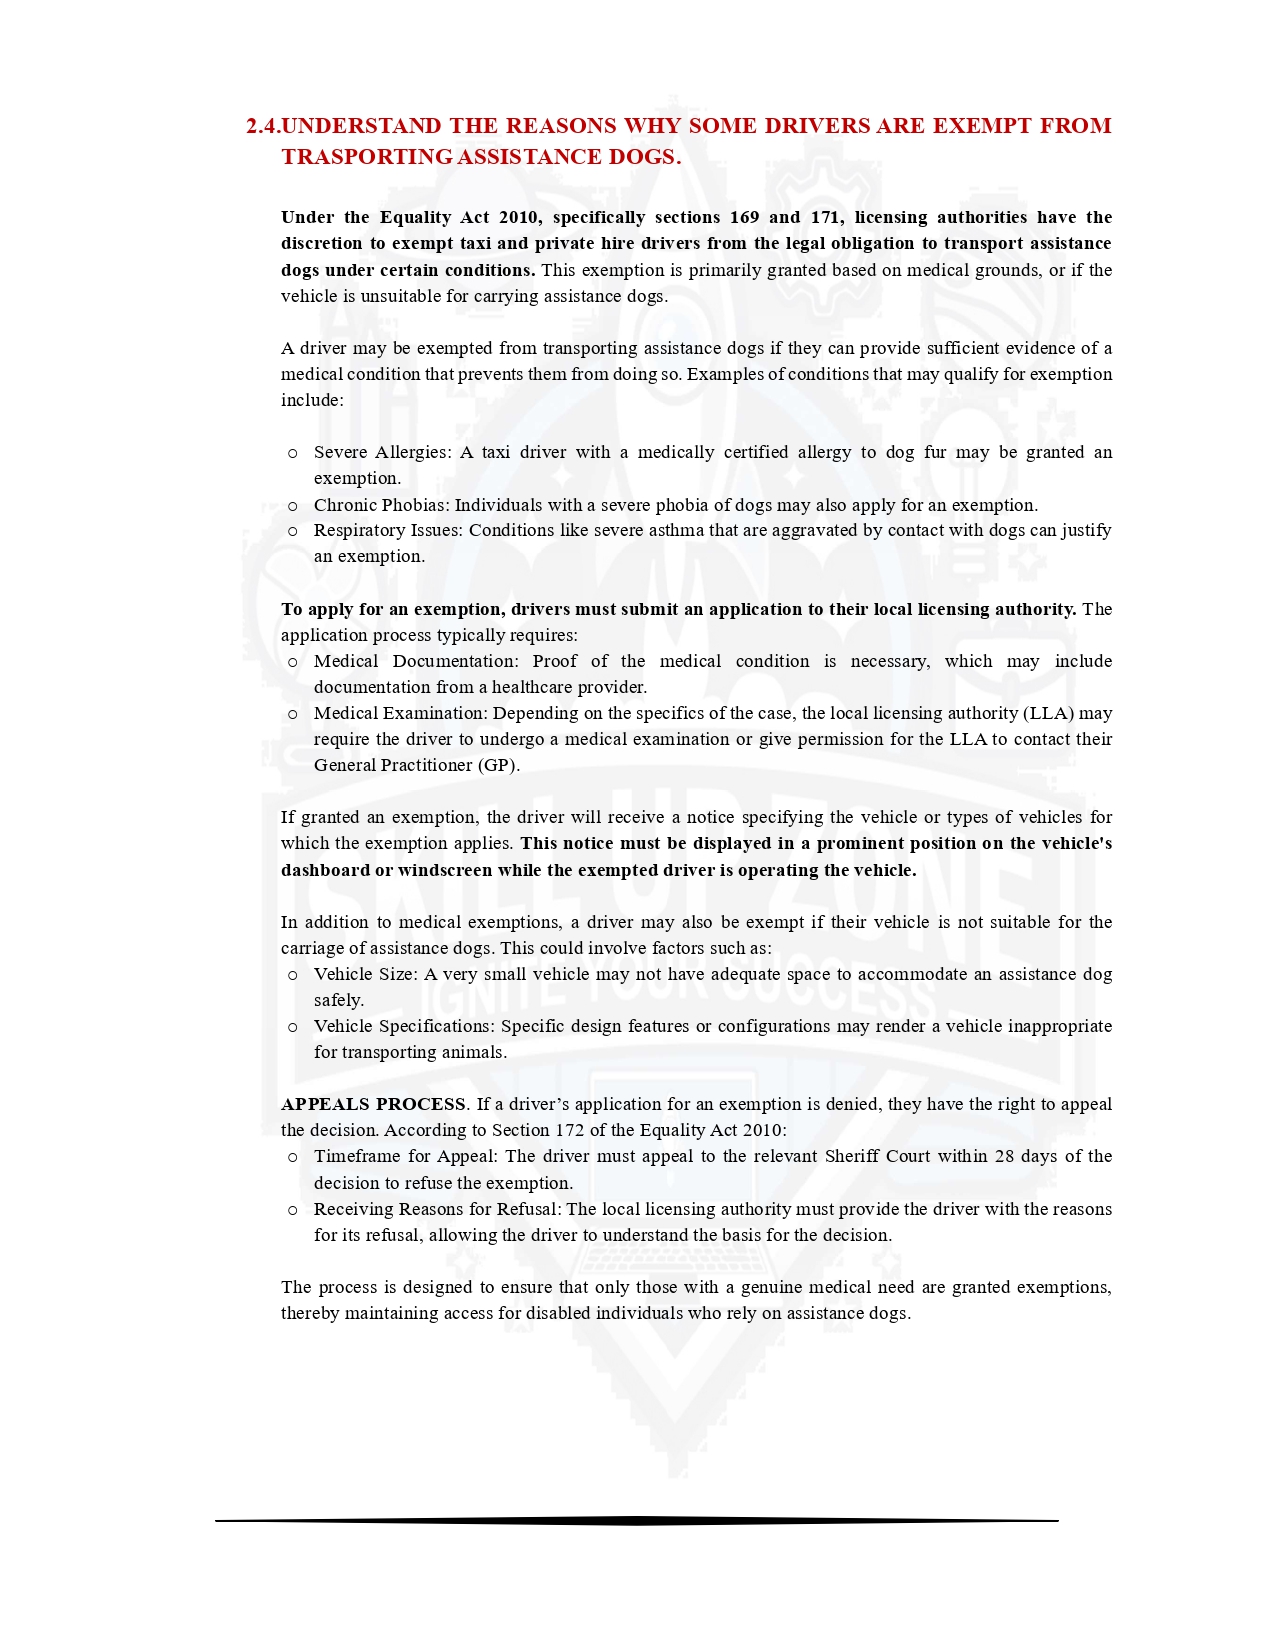 2.4.UNDERSTAND THE REASONS WHY SOME DRIVERS ARE EXEMPT FROM
TRASPORTING ASSISTANCE DOGS.
Under the Equality Act 2010, specifically sections 169 and 171, licensing authorities have the
discretion to exempt taxi and private hire drivers from the legal obligation to transport assistance
dogs under certain conditions. This exemption is primarily granted based on medical grounds, or if the
vehicle is unsuitable for carrying assistance dogs.
A driver may be exempted from transporting assistance dogs if they can provide sufficient evidence of a
medical condition that prevents them from doing so. Examples of conditions that may qualify for exemption
include:
o Severe Allergies: A taxi driver with a medically certified allergy to dog fur may be granted an
exemption.
o Chronic Phobias: Individuals with a severe phobia of dogs may also apply for an exemption.
o Respiratory Issues: Conditions like severe asthma that are aggravated by contact with dogs can justify
an exemption.
To apply for an exemption, drivers must submit an application to their local licensing authority. The
application process typically requires:
o Medical Documentation: Proof of the medical condition is necessary, which may include
documentation from a healthcare provider.
o Medical Examination: Depending on the specifics of the case, the local licensing authority (LLA) may
require the driver to undergo a medical examination or give permission for the LLA to contact their
General Practitioner (GP).
If granted an exemption, the driver will receive a notice specifying the vehicle or types of vehicles for
which the exemption applies. This notice must be displayed in a prominent position on the vehicle's
dashboard or windscreen while the exempted driver is operating the vehicle.
In addition to medical exemptions, a driver may also be exempt if their vehicle is not suitable for the
carriage of assistance dogs. This could involve factors such as:
o Vehicle Size: A very small vehicle may not have adequate space to accommodate an assistance dog
safely.
o Vehicle Specifications: Specific design features or configurations may render a vehicle inappropriate
for transporting animals.
APPEALS PROCESS. If a driver’s application for an exemption is denied, they have the right to appeal
the decision. According to Section 172 of the Equality Act 2010:
o Timeframe for Appeal: The driver must appeal to the relevant Sheriff Court within 28 days of the
decision to refuse the exemption.
o Receiving Reasons for Refusal: The local licensing authority must provide the driver with the reasons
for its refusal, allowing the driver to understand the basis for the decision.
The process is designed to ensure that only those with a genuine medical need are granted exemptions,
thereby maintaining access for disabled individuals who rely on assistance dogs.
SKILL UP ZONE
IGNITE YOUR SUCCESS